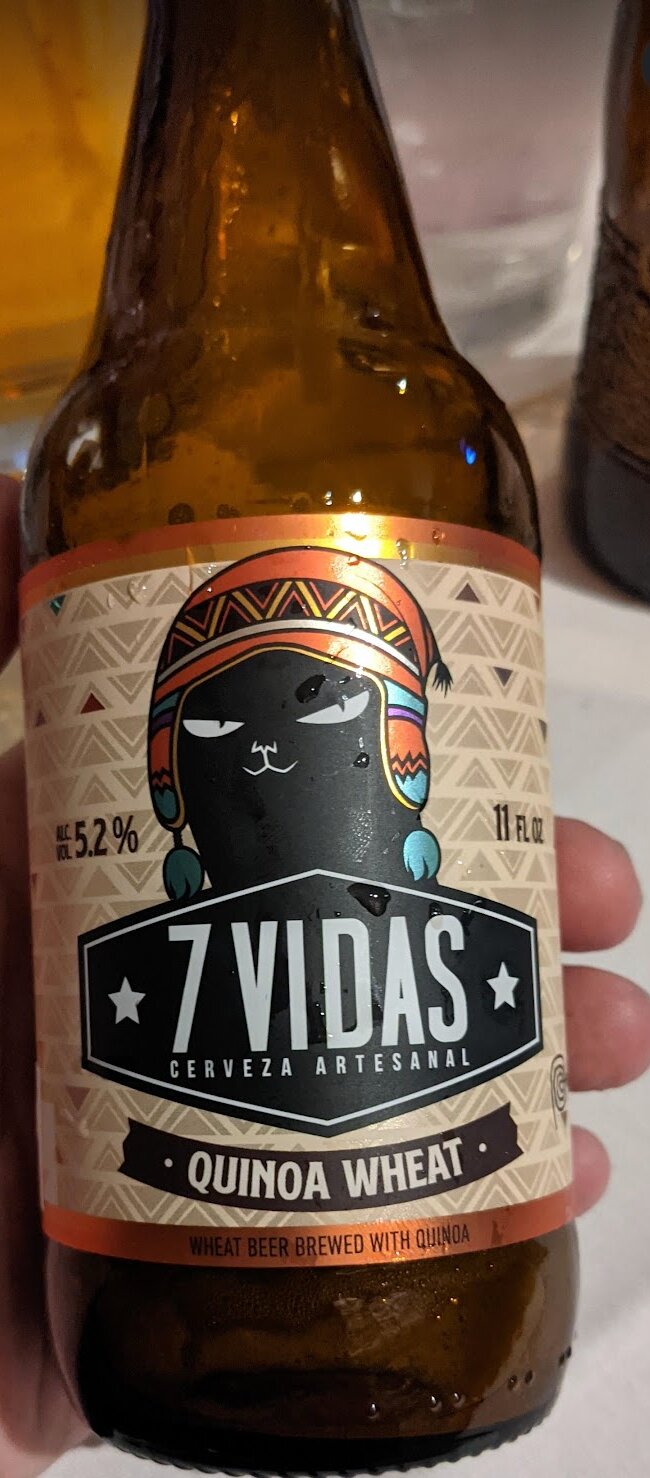 ALC. VOL. 5.2%
11 FL OZ
7 VIDAS
CERVEZA ARTESANAL
· QUINOA WHEAT ·
WHEAT BEER BREWED WITH QUINOA